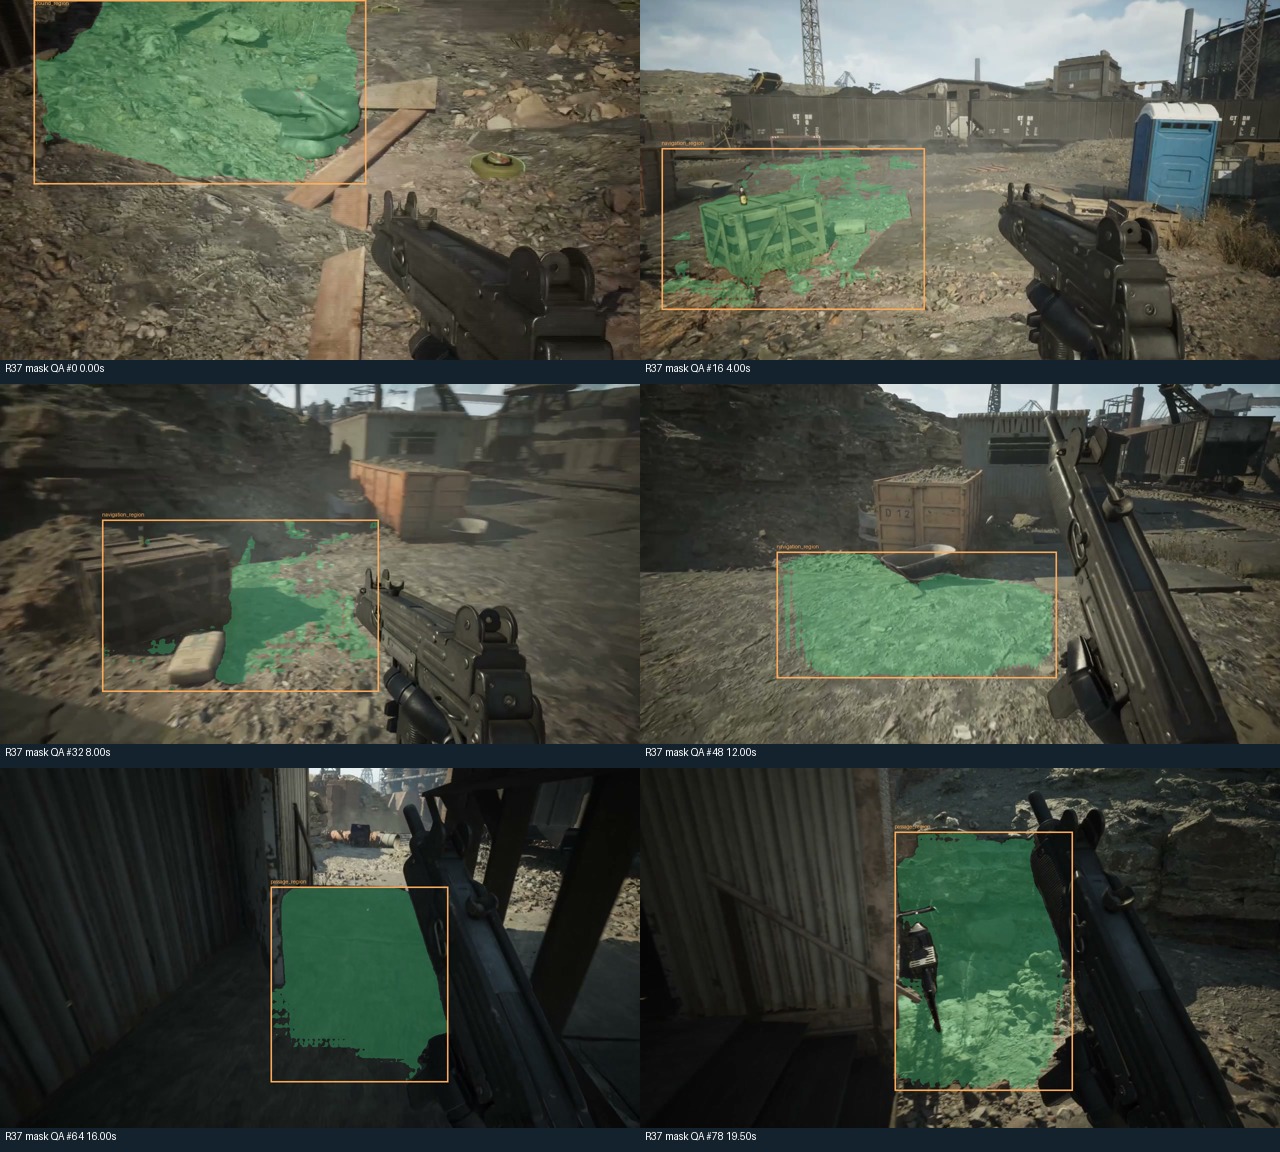 ound_region
R37 mask QA #0 0.00s
navigation_region
R37 mask QA #16 4.00s
navigation_region
R37 mask QA #32 8.00s
D 12
navigation_region
R37 mask QA #48 12.00s
passage_region
R37 mask QA #64 16.00s
R37 mask QA #78 19.50s